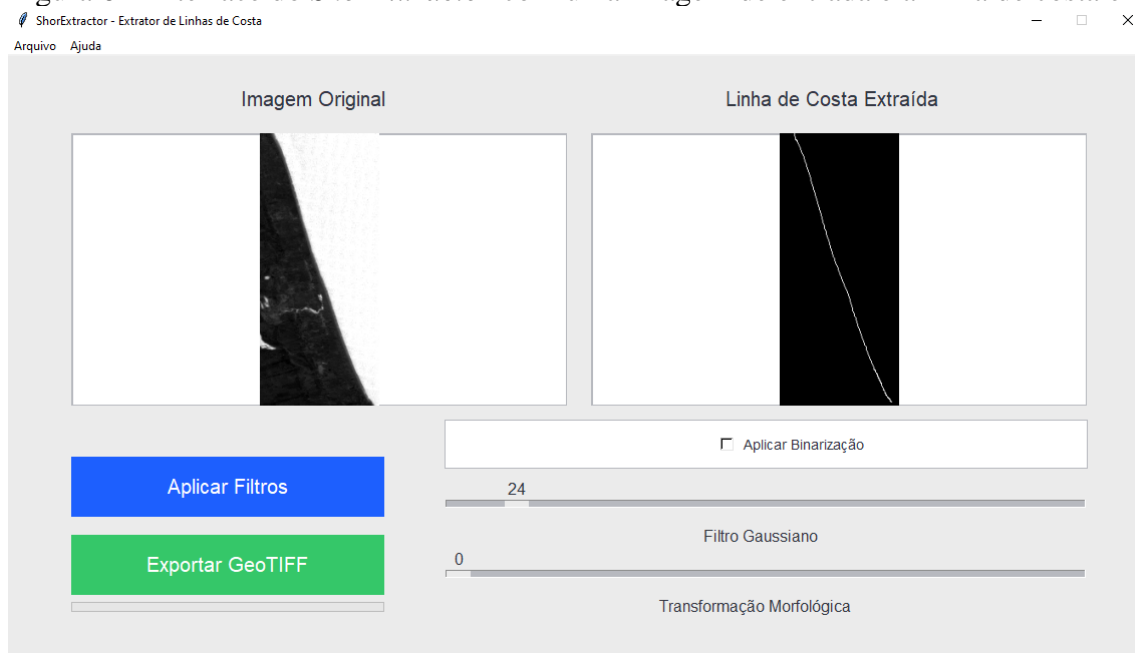 ShorExtractor - Extrator de Linhas de Costa
Arquivo Ajuda
Imagem Original
Linha de Costa Extraída
Aplicar Binarização
Aplicar Filtros
24
Filtro Gaussiano
Exportar GeoTIFF
0
Transformação Morfológica